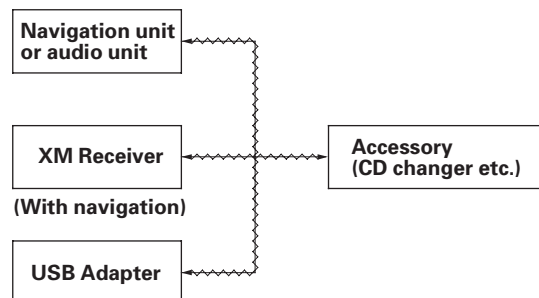 Navigation unit
or audio unit
XM Receiver
(With navigation)
USB Adapter
Accessory
(CD changer etc.)